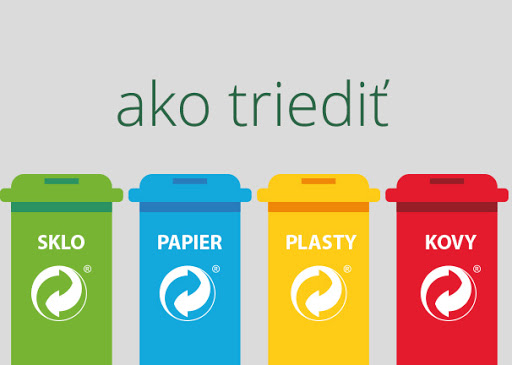 ako triediť
SKLO PAPIER PLASTY KOVY
® ® ® ®